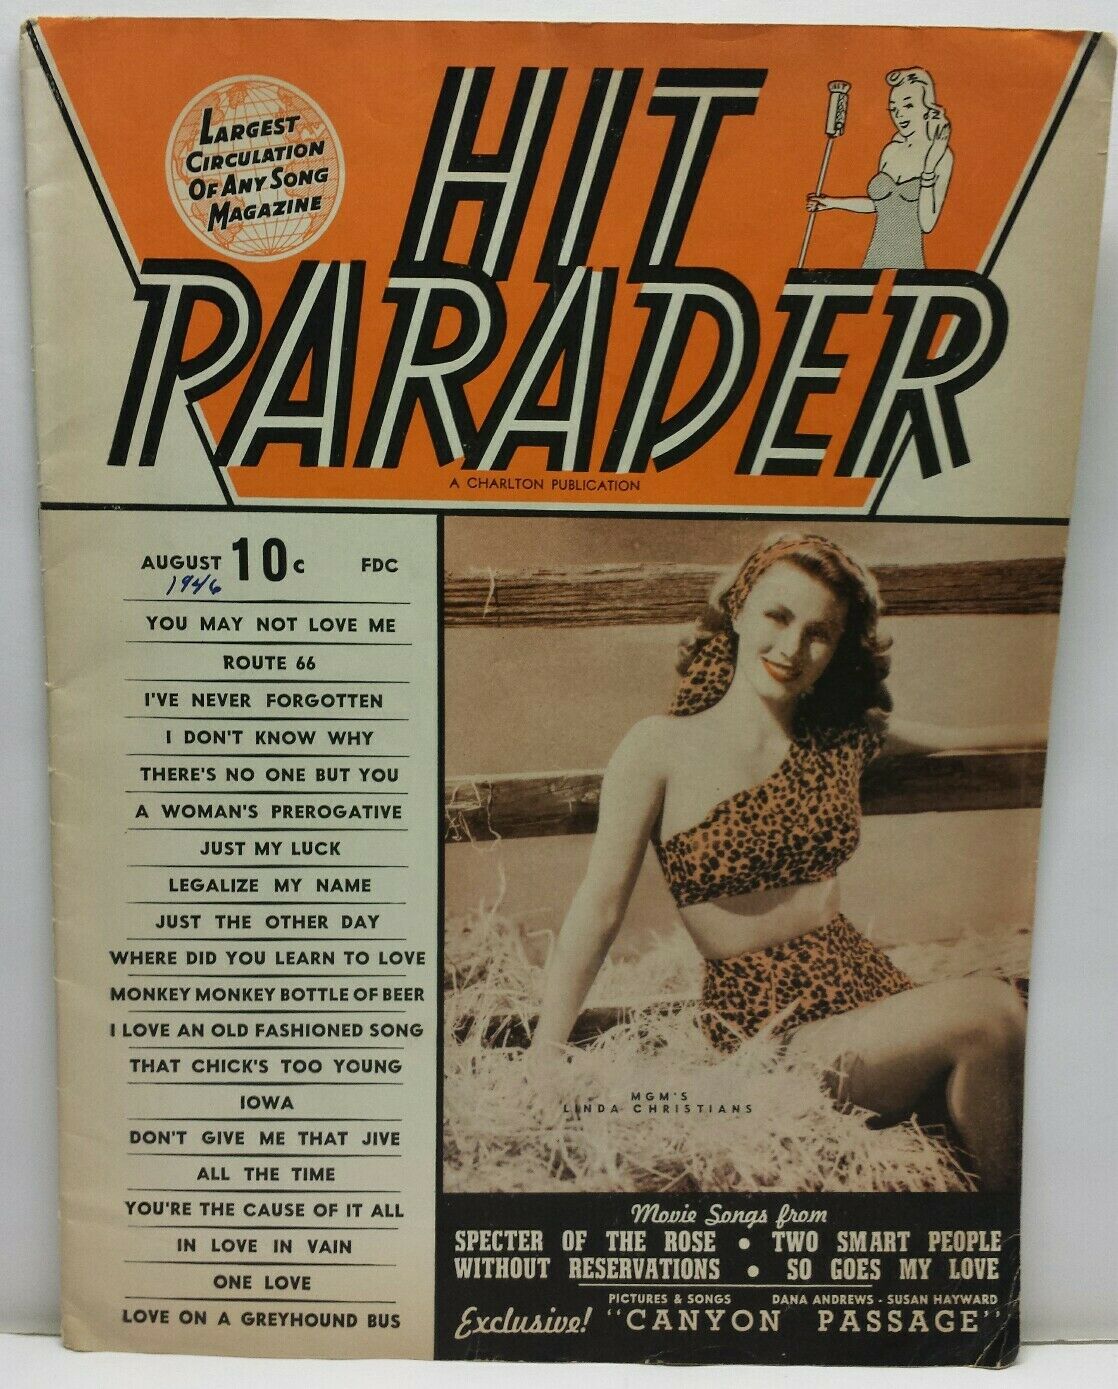 LARGEST
CIRCULATION
OF ANY SONG
MAGAZINE
HIT
PARADER
HIT
PARADER
A CHARLTON PUBLICATION
AUGUST 10c FDC
1946
YOU MAY NOT LOVE ME
ROUTE 66
I'VE NEVER FORGOTTEN
I DON'T KNOW WHY
THERE'S NO ONE BUT YOU
A WOMAN'S PREROGATIVE
JUST MY LUCK
LEGALIZE MY NAME
JUST THE OTHER DAY
WHERE DID YOU LEARN TO LOVE
MONKEY MONKEY BOTTLE OF BEER
I LOVE AN OLD FASHIONED SONG
THAT CHICK'S TOO YOUNG
IOWA
DON'T GIVE ME THAT JIVE
ALL THE TIME
YOU'RE THE CAUSE OF IT ALL
IN LOVE IN VAIN
ONE LOVE
LOVE ON A GREYHOUND BUS
MGM'S
LINDA CHRISTIANS
Movie Songs from
SPECTER OF THE ROSE • TWO SMART PEOPLE
WITHOUT RESERVATIONS • SO GOES MY LOVE
PICTURES & SONGS DANA ANDREWS - SUSAN HAYWARD
Exclusive! "CANYON PASSAGE"